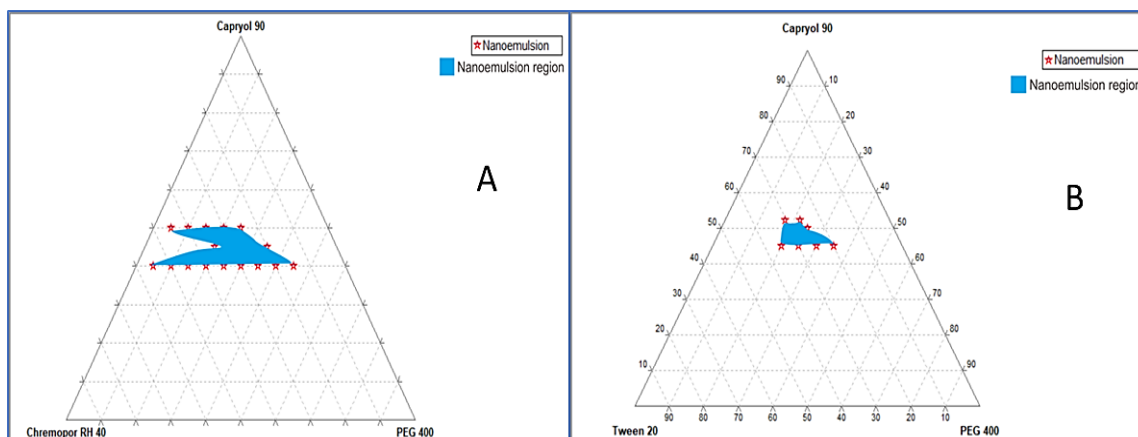 Capryol 90
Nanoemulsion
Nanoemulsion region
A
Chremopor RH 40
PEG 400
Capryol 90
Nanoemulsion
Nanoemulsion region
B
90 10
80 20
70 30
60 40
50 50
40 60
30 70
20 80
10 90
90 80 70 60 50 40 30 20 10
Tween 20
PEG 400